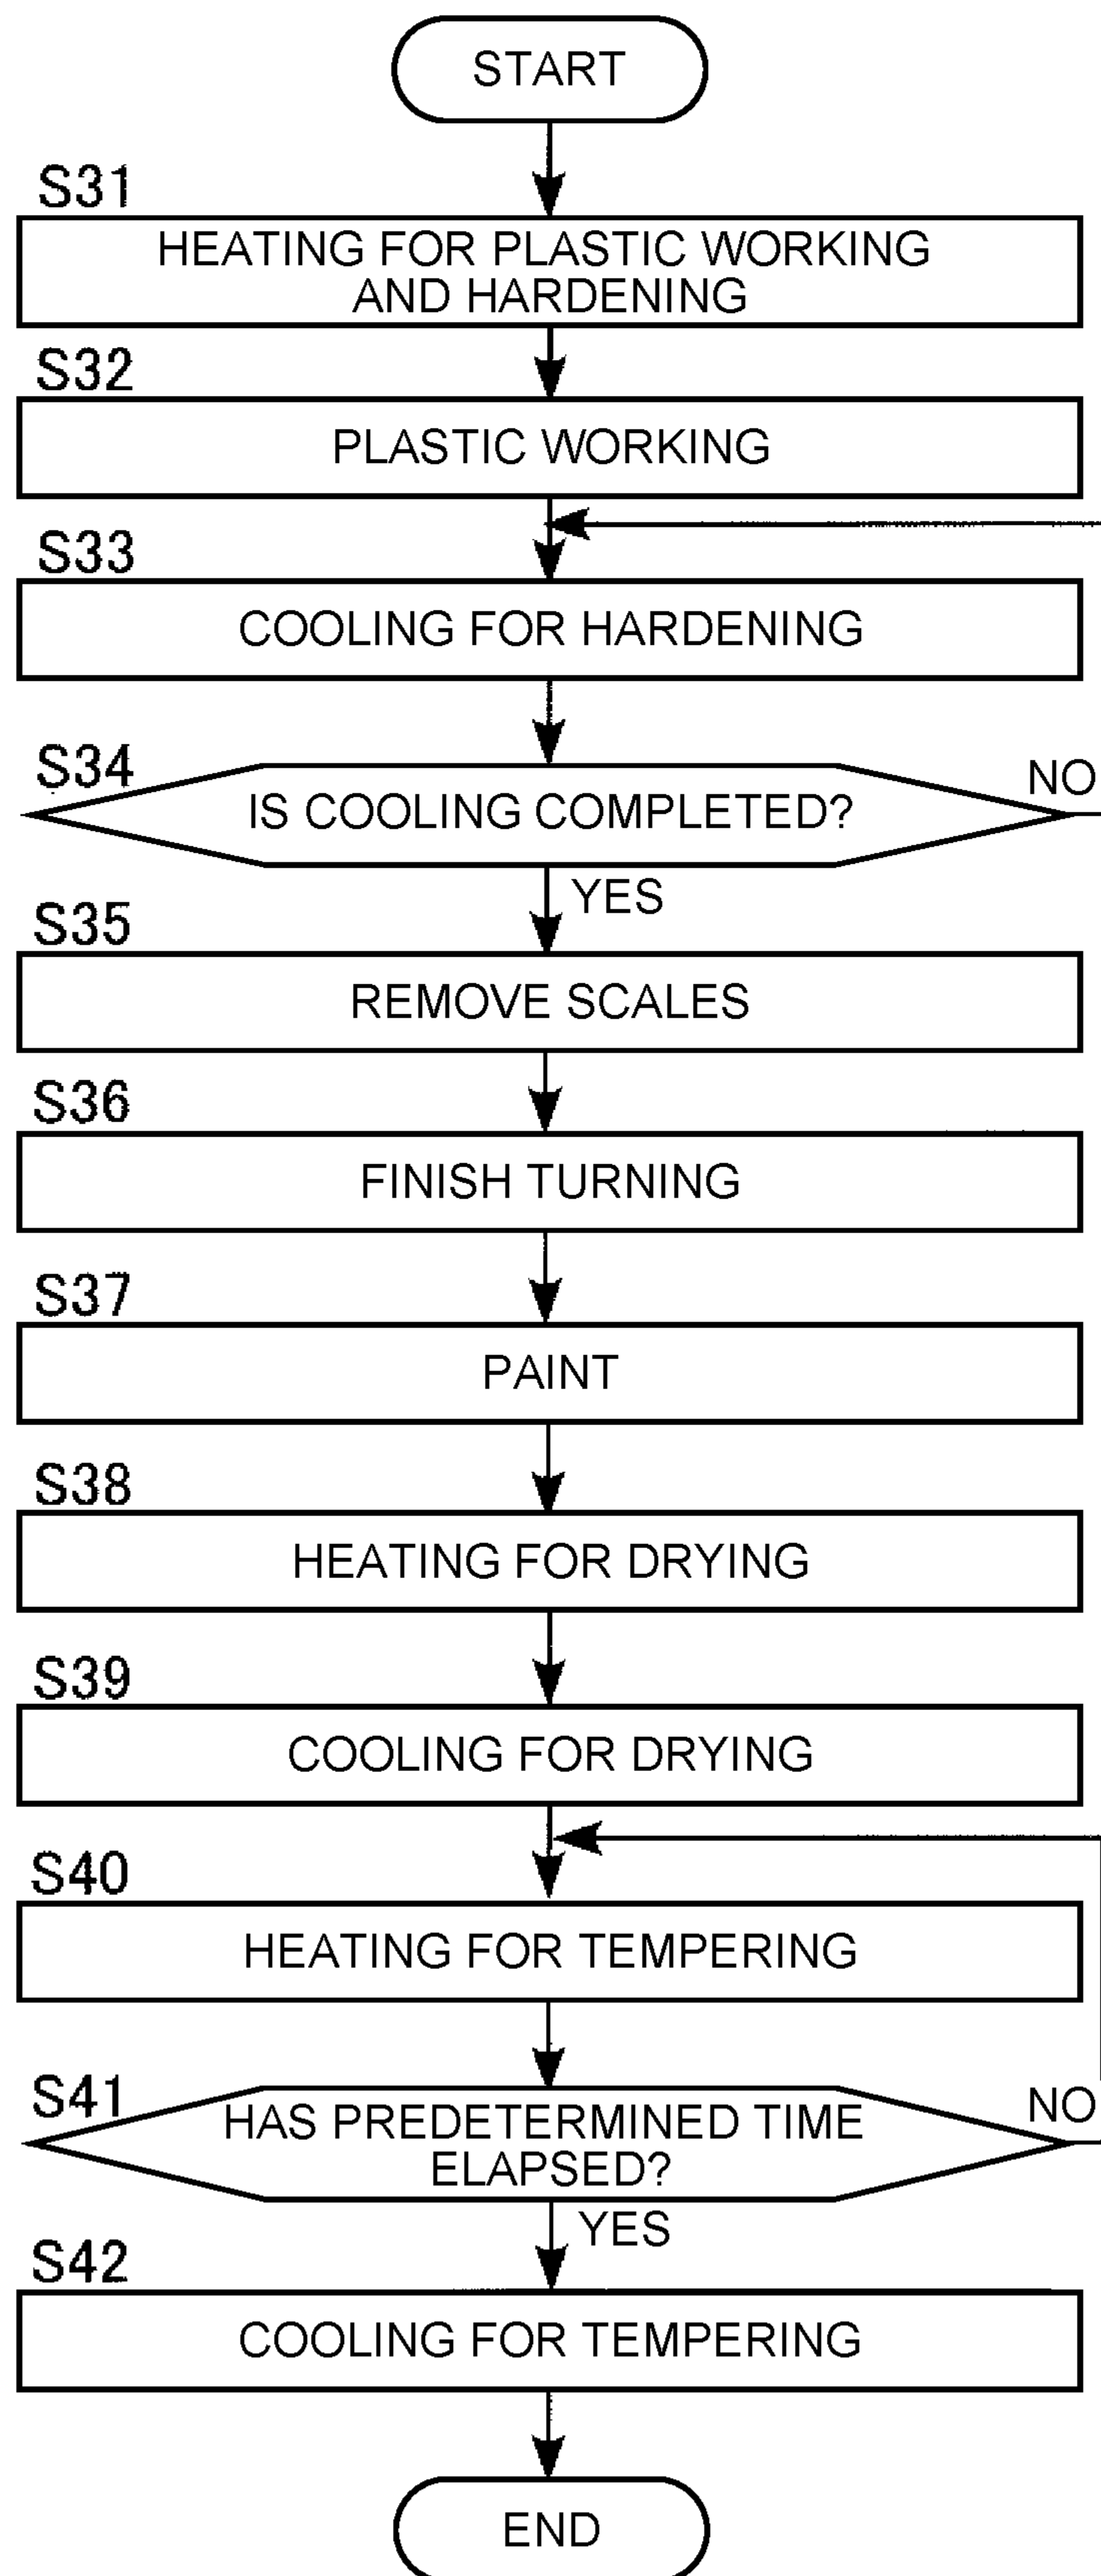 START
S31
HEATING FOR PLASTIC WORKING
AND HARDENING
S32
PLASTIC WORKING
S33
COOLING FOR HARDENING
S34
IS COOLING COMPLETED?
NO
YES
S35
REMOVE SCALES
S36
FINISH TURNING
S37
PAINT
S38
HEATING FOR DRYING
S39
COOLING FOR DRYING
S40
HEATING FOR TEMPERING
S41
HAS PREDETERMINED TIME
ELAPSED?
NO
YES
S42
COOLING FOR TEMPERING
END